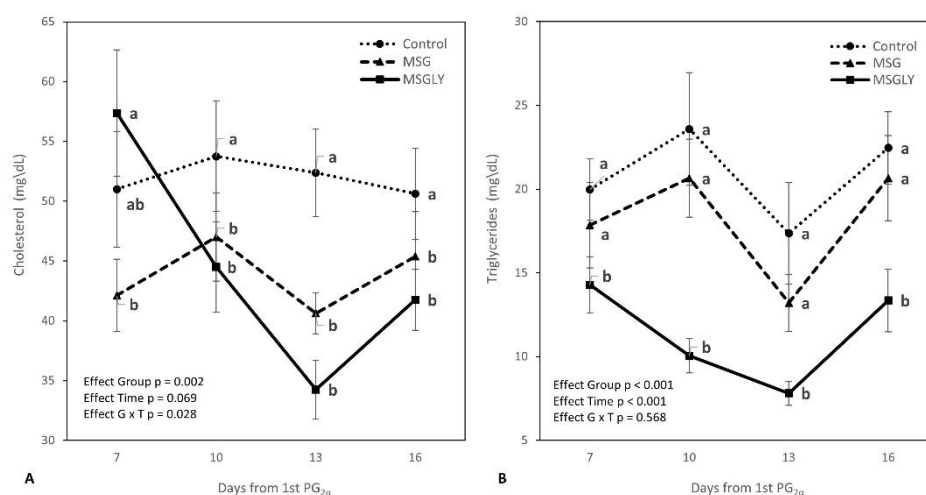 65
60
55
50
45
40
35
30
Cholesterol (mg\dL)
Control
MSG
MSGLY
a
ab
b
a
b
b
a
b
b
a
b
b
Effect Group p = 0.002
Effect Time p = 0.069
Effect G x T p = 0.028
7
10
13
16
A
Days from 1st PG2α
30
25
20
15
10
5
Triglycerides (mg\dL)
Control
MSG
MSGLY
a
a
b
a
a
b
a
a
b
a
a
b
Effect Group p < 0.001
Effect Time p < 0.001
Effect G x T p = 0.568
7
10
13
16
B
Days from 1st PG2α